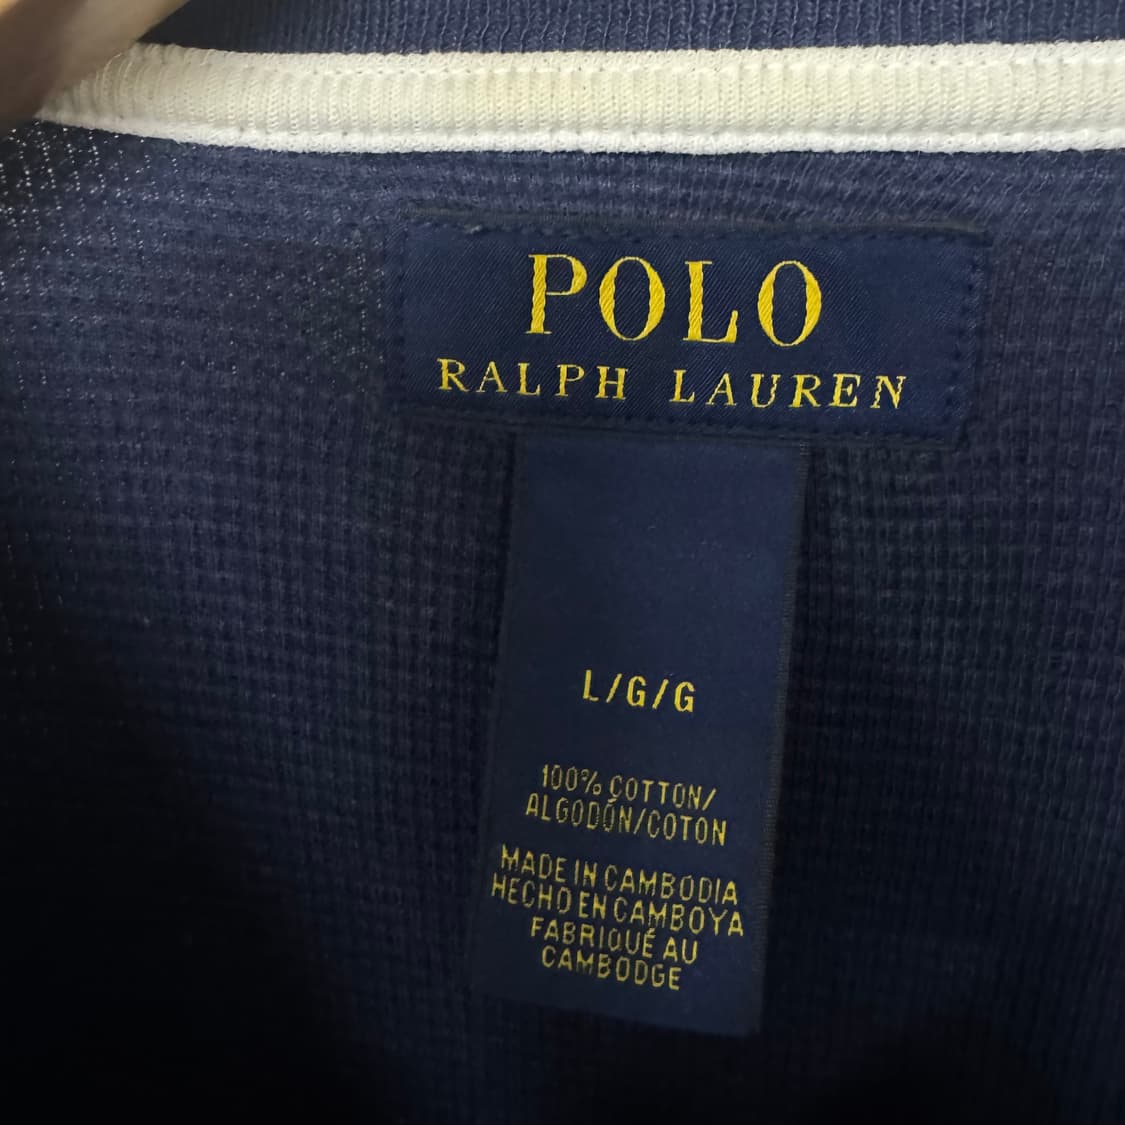 POLO
RALPH LAUREN
L/G/G
100% COTTON/
ALGODÓN/COTON
MADE IN CAMBODIA
HECHO EN CAMBOYA
FABRIQUÉ AU
CAMBODGE